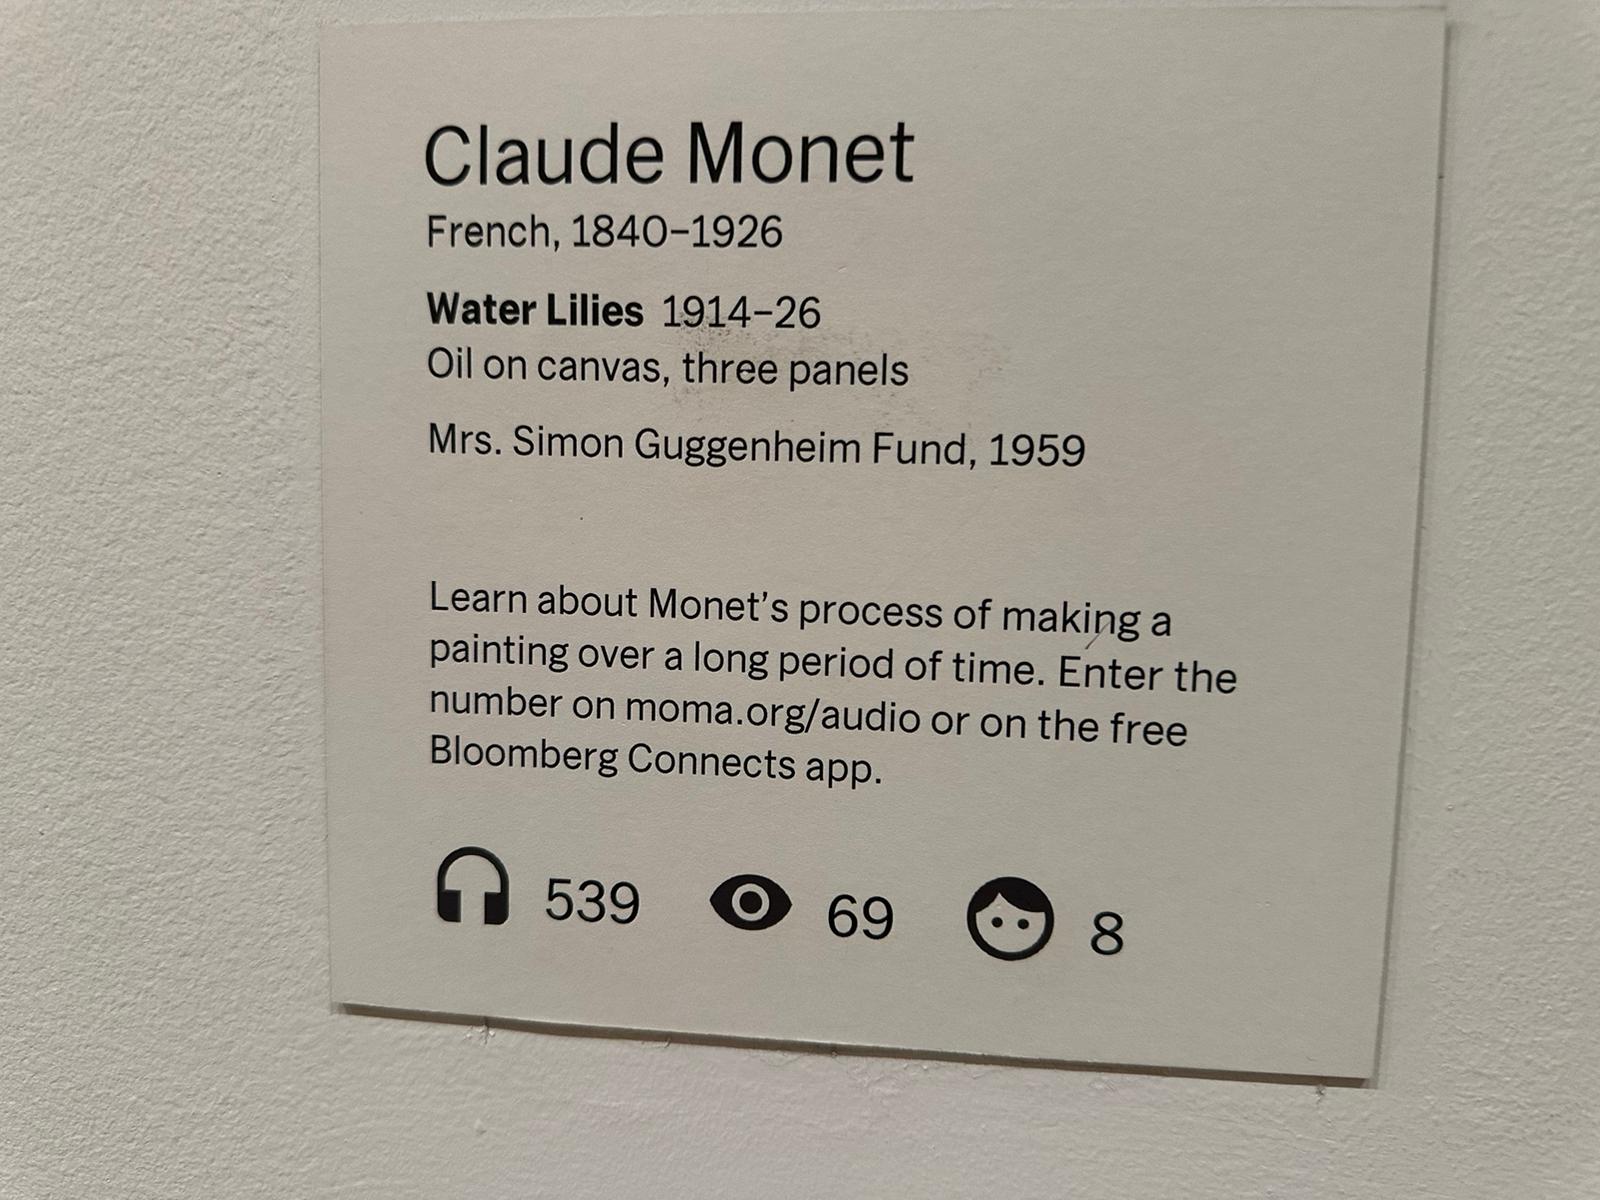 Claude Monet
French, 1840–1926
Water Lilies 1914–26
Oil on canvas, three panels
Mrs. Simon Guggenheim Fund, 1959
Learn about Monet’s process of making a
painting over a long period of time. Enter the
number on moma.org/audio or on the free
Bloomberg Connects app.
539 69 8